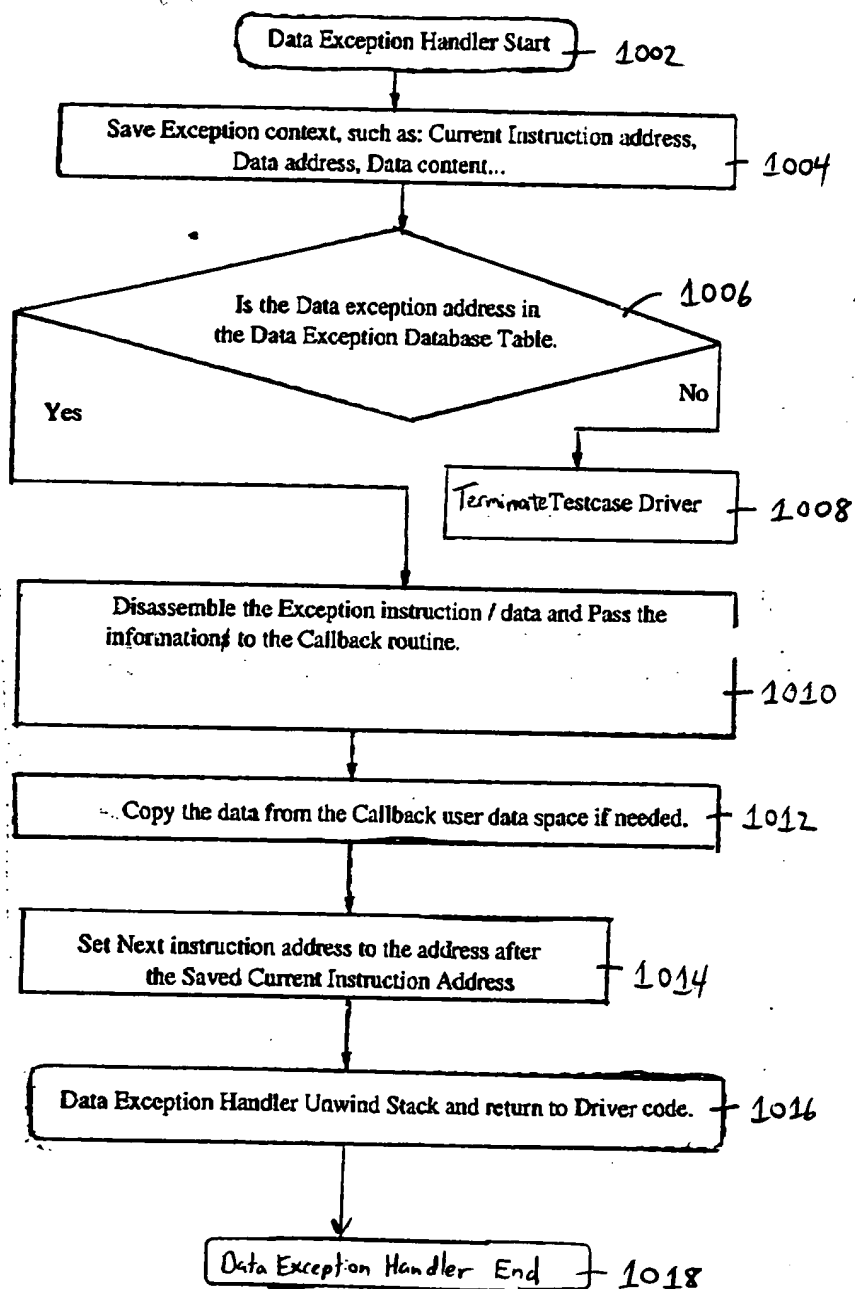 Data Exception Handler Start 1002
Save Exception context, such as: Current Instruction address,
Data address, Data content... 1004
Is the Data exception address in
the Data Exception Database Table. 1006
Yes
No
Terminate Testcase Driver 1008
Disassemble the Exception instruction / data and Pass the
information to the Callback routine. 1010
Copy the data from the Callback user data space if needed. 1012
Set Next instruction address to the address after
the Saved Current Instruction Address 1014
Data Exception Handler Unwind Stack and return to Driver code. 1016
Data Exception Handler End 1018